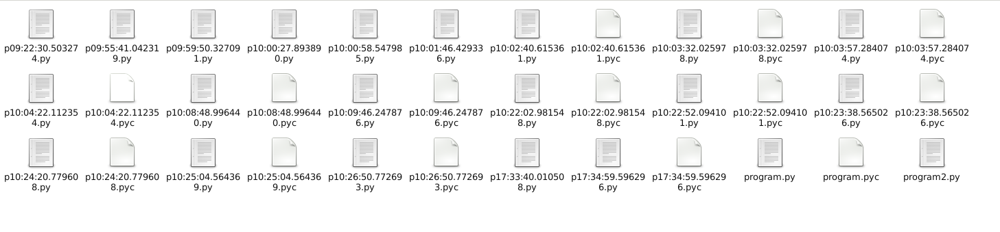 p09:22:30.50327 p09:55:41.04231 p09:59:50.32709 p10:00:27.89389 p10:00:58.54798 p10:01:46.42933 p10:02:40.61536 p10:02:40.61536 p10:03:32.02597 p10:03:32.02597 p10:03:57.28407 p10:03:57.28407
4.py 9.py 1.py 0.py 5.py 6.py 1.py 1.pyc 8.py 8.pyc 4.py 4.pyc
p10:04:22.11235 p10:04:22.11235 p10:08:48.99644 p10:08:48.99644 p10:09:46.24787 p10:09:46.24787 p10:22:02.98154 p10:22:02.98154 p10:22:52.09410 p10:22:52.09410 p10:23:38.56502 p10:23:38.56502
4.py 4.pyc 0.py 0.pyc 6.py 6.pyc 8.py 8.pyc 1.py 1.pyc 6.py 6.pyc
p10:24:20.77960 p10:24:20.77960 p10:25:04.56436 p10:25:04.56436 p10:26:50.77269 p10:26:50.77269 p17:33:40.01050 p17:34:59.59629 p17:34:59.59629 program.py program.pyc program2.py
8.py 8.pyc 9.py 9.pyc 3.py 3.pyc 8.py 6.py 6.pyc